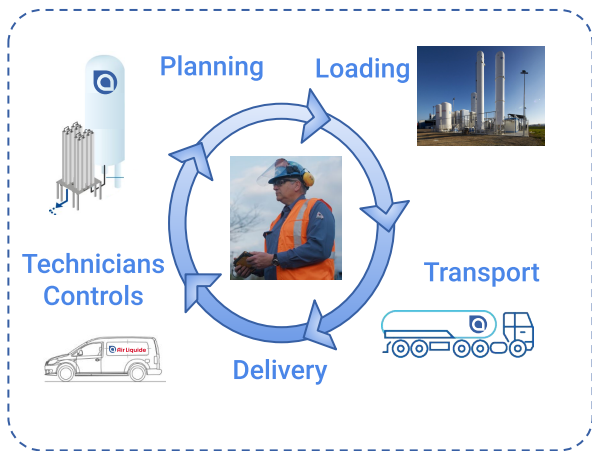 Planning
Loading
Technicians
Controls
Transport
Air Liquide
Delivery